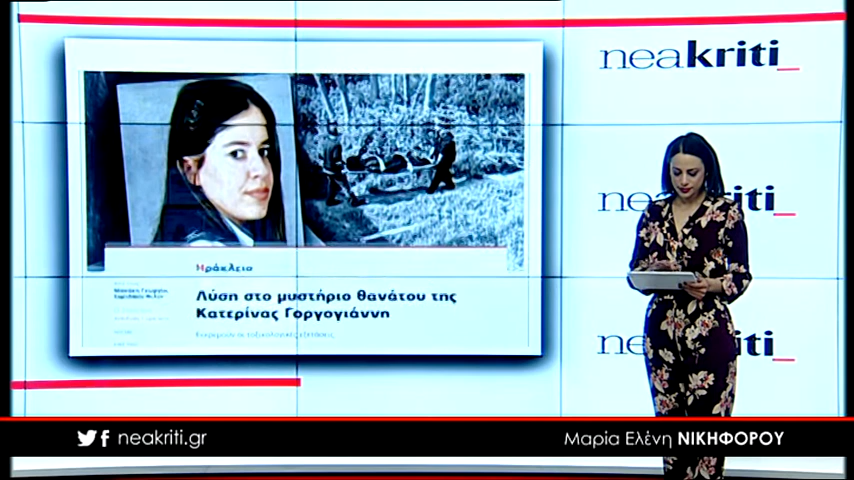 neakriti_
neakriti_
neakriti_
Ηράκλειο
Λύση στο μυστήριο θανάτου της
Κατερίνας Γοργογιάννη
neakriti.gr
Μαρία Ελένη ΝΙΚΗΦΟΡΟΥ